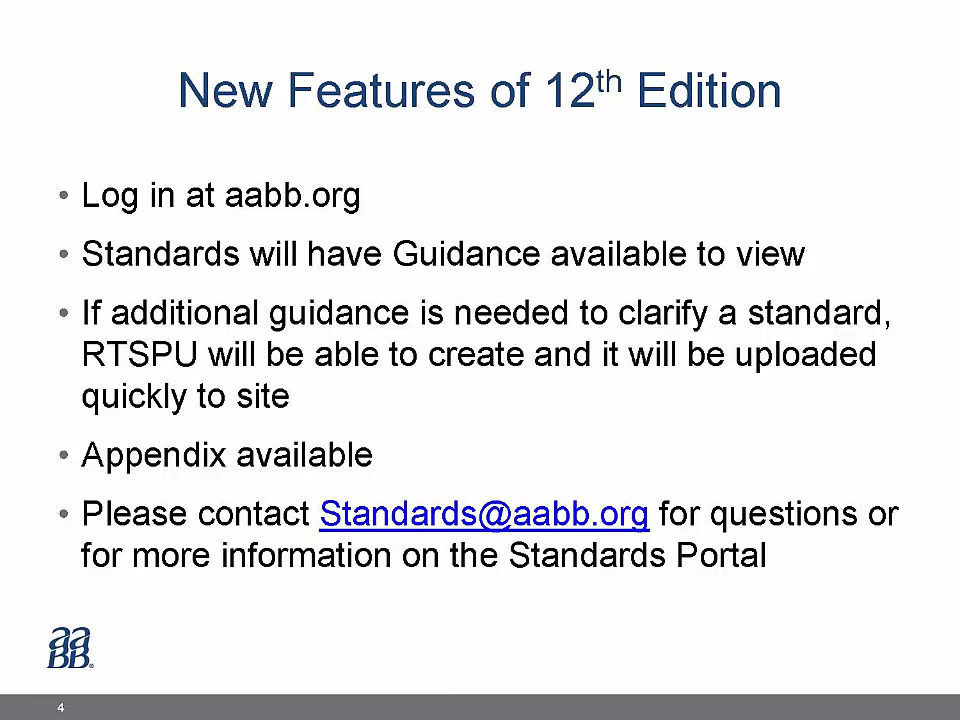 New Features of 12th Edition
• Log in at aabb.org
• Standards will have Guidance available to view
• If additional guidance is needed to clarify a standard,
RTSPU will be able to create and it will be uploaded
quickly to site
• Appendix available
• Please contact Standards@aabb.org for questions or
for more information on the Standards Portal
aa
BB®
4